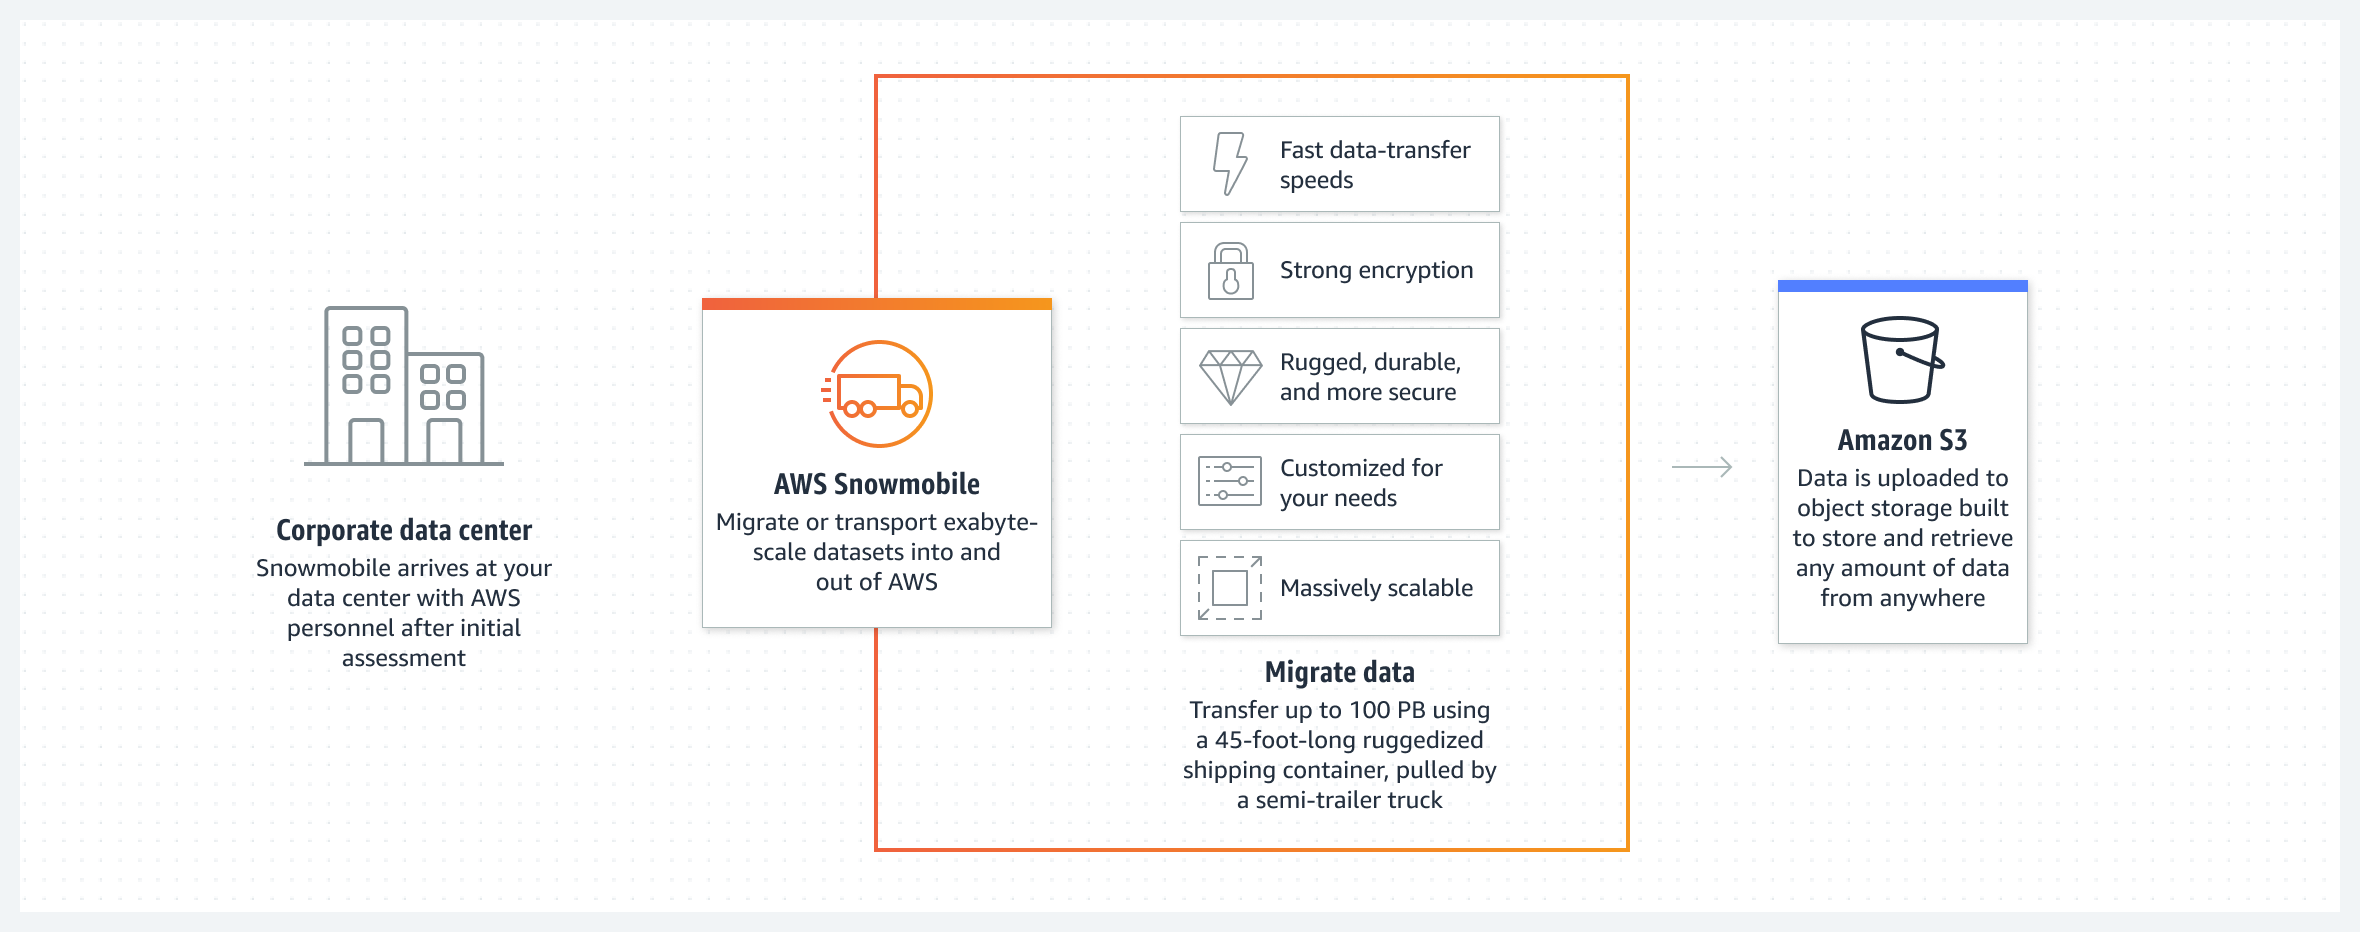 Corporate data center
Snowmobile arrives at your
data center with AWS
personnel after initial
assessment
AWS Snowmobile
Migrate or transport exabyte-
scale datasets into and
out of AWS
Fast data-transfer
speeds
Strong encryption
Rugged, durable,
and more secure
Customized for
your needs
Massively scalable
Migrate data
Transfer up to 100 PB using
a 45-foot-long ruggedized
shipping container, pulled by
a semi-trailer truck
Amazon S3
Data is uploaded to
object storage built
to store and retrieve
any amount of data
from anywhere